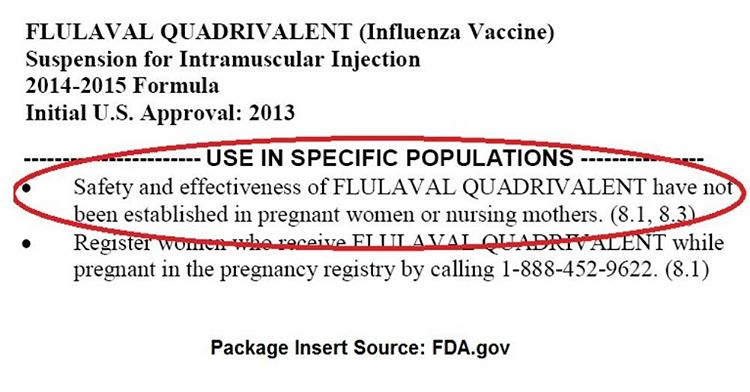 FLULAVAL QUADRIVALENT (Influenza Vaccine)
Suspension for Intramuscular Injection
2014-2015 Formula
Initial U.S. Approval: 2013
----------------------- USE IN SPECIFIC POPULATIONS ----------------
• Safety and effectiveness of FLULAVAL QUADRIVALENT have not
been established in pregnant women or nursing mothers. (8.1, 8.3)
• Register women who receive FLULAVAL QUADRIVALENT while
pregnant in the pregnancy registry by calling 1-888-452-9622. (8.1)
Package Insert Source: FDA.gov